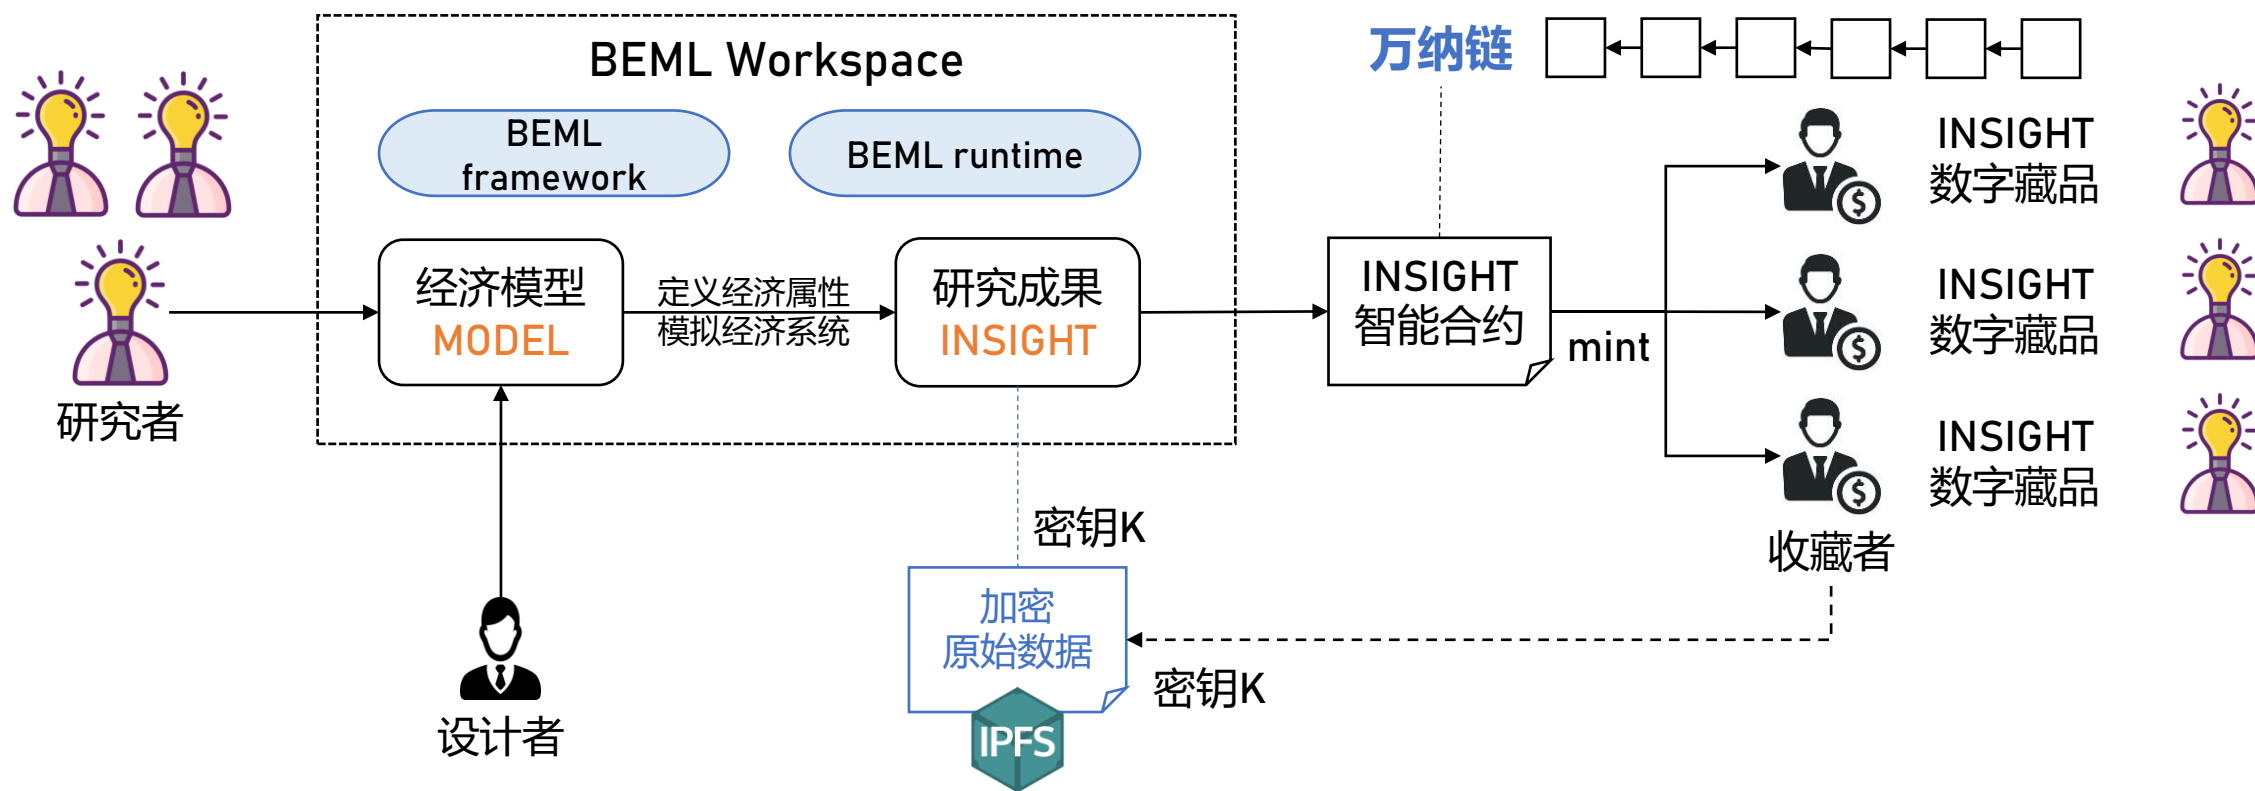 BEML Workspace
BEML
framework
BEML runtime
万纳链
研究者
经济模型
MODEL
定义经济属性
模拟经济系统
研究成果
INSIGHT
INSIGHT
智能合约
mint
INSIGHT
数字藏品
INSIGHT
数字藏品
INSIGHT
数字藏品
收藏者
设计者
密钥K
加密
原始数据
IPFS
密钥K